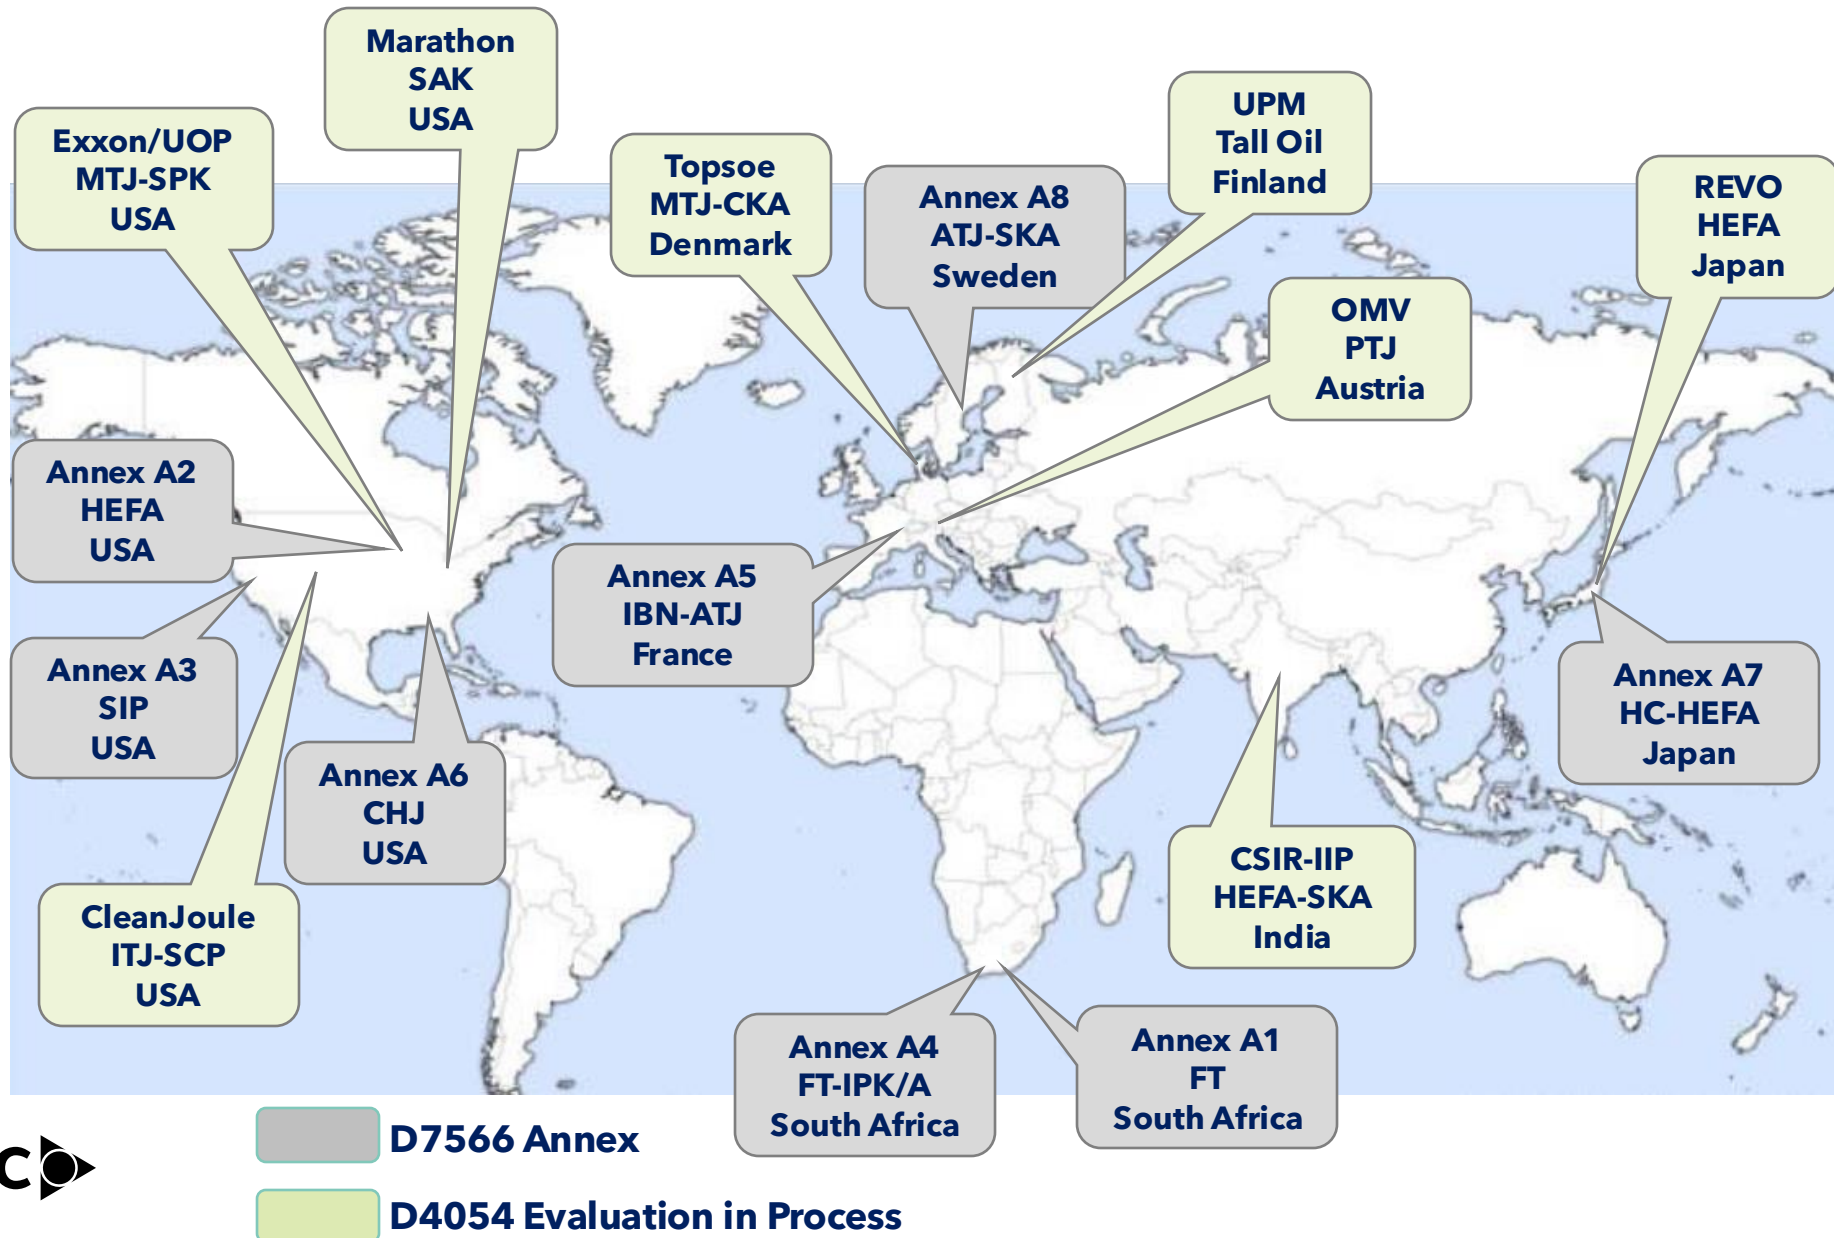 Marathon
SAK
USA
Exxon/UOP
MTJ-SPK
USA
Topsoe
MTJ-CKA
Denmark
Annex A8
ATJ-SKA
Sweden
UPM
Tall Oil
Finland
REVO
HEFA
Japan
OMV
PTJ
Austria
Annex A2
HEFA
USA
Annex A5
IBN-ATJ
France
Annex A3
SIP
USA
Annex A6
CHJ
USA
Annex A7
HC-HEFA
Japan
CleanJoule
ITJ-SCP
USA
CSIR-IIP
HEFA-SKA
India
Annex A4
FT-IPK/A
South Africa
Annex A1
FT
South Africa
C
D7566 Annex
D4054 Evaluation in Process